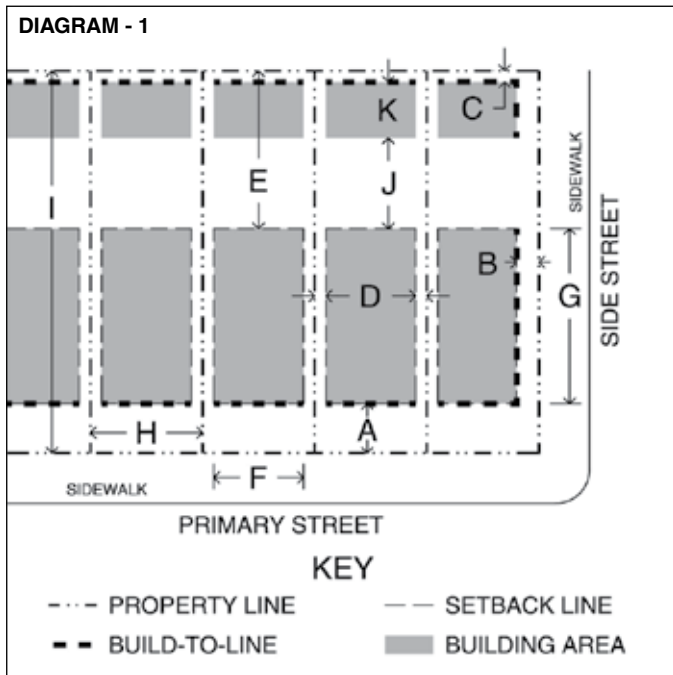 DIAGRAM - 1
K
C
E
J
I
SIDEWALK
B
D
G
SIDE STREET
H
A
F
SIDEWALK
PRIMARY STREET
KEY
PROPERTY LINE
SETBACK LINE
BUILD-TO-LINE
BUILDING AREA